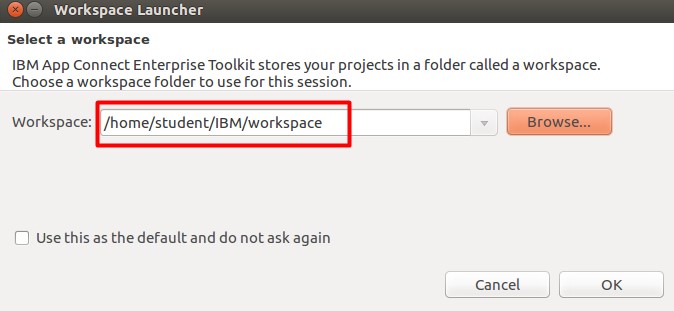 Workspace Launcher
Select a workspace
IBM App Connect Enterprise Toolkit stores your projects in a folder called a workspace.
Choose a workspace folder to use for this session.
Workspace: /home/student/IBM/workspace Browse...
Use this as the default and do not ask again
Cancel OK